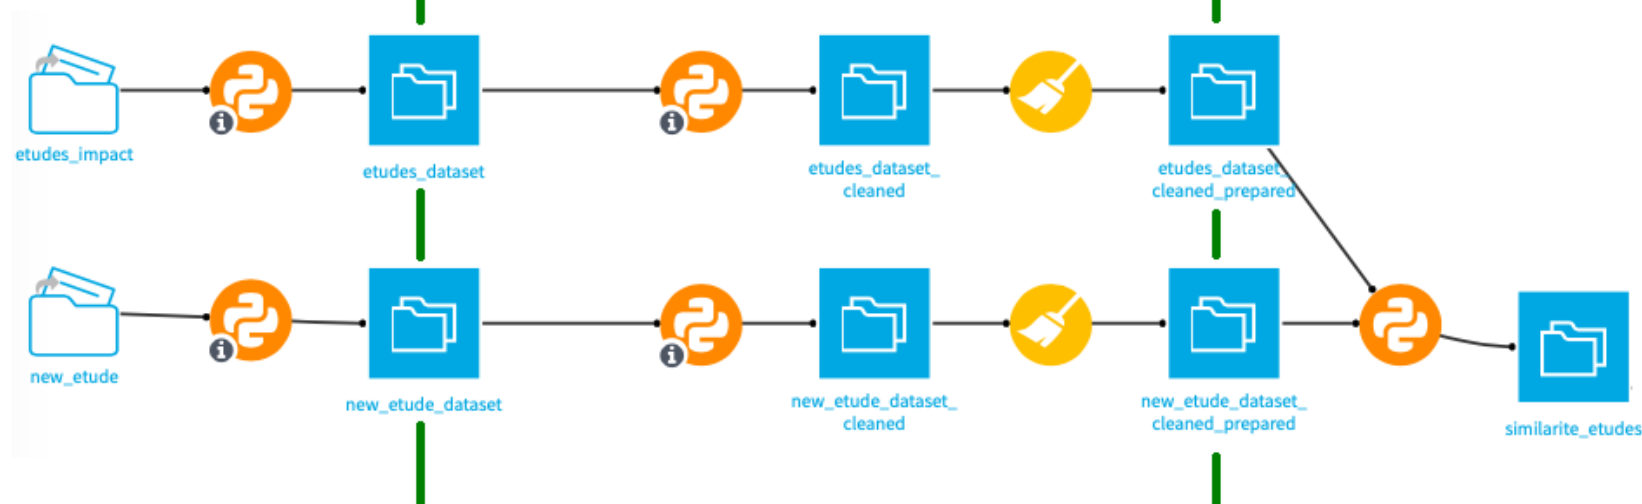 etudes_impact
etudes_dataset
etudes_dataset_
cleaned
etudes_dataset_
cleaned_prepared
new_etude
new_etude_dataset
new_etude_dataset_
cleaned
new_etude_dataset_
cleaned_prepared
similarite_etudes